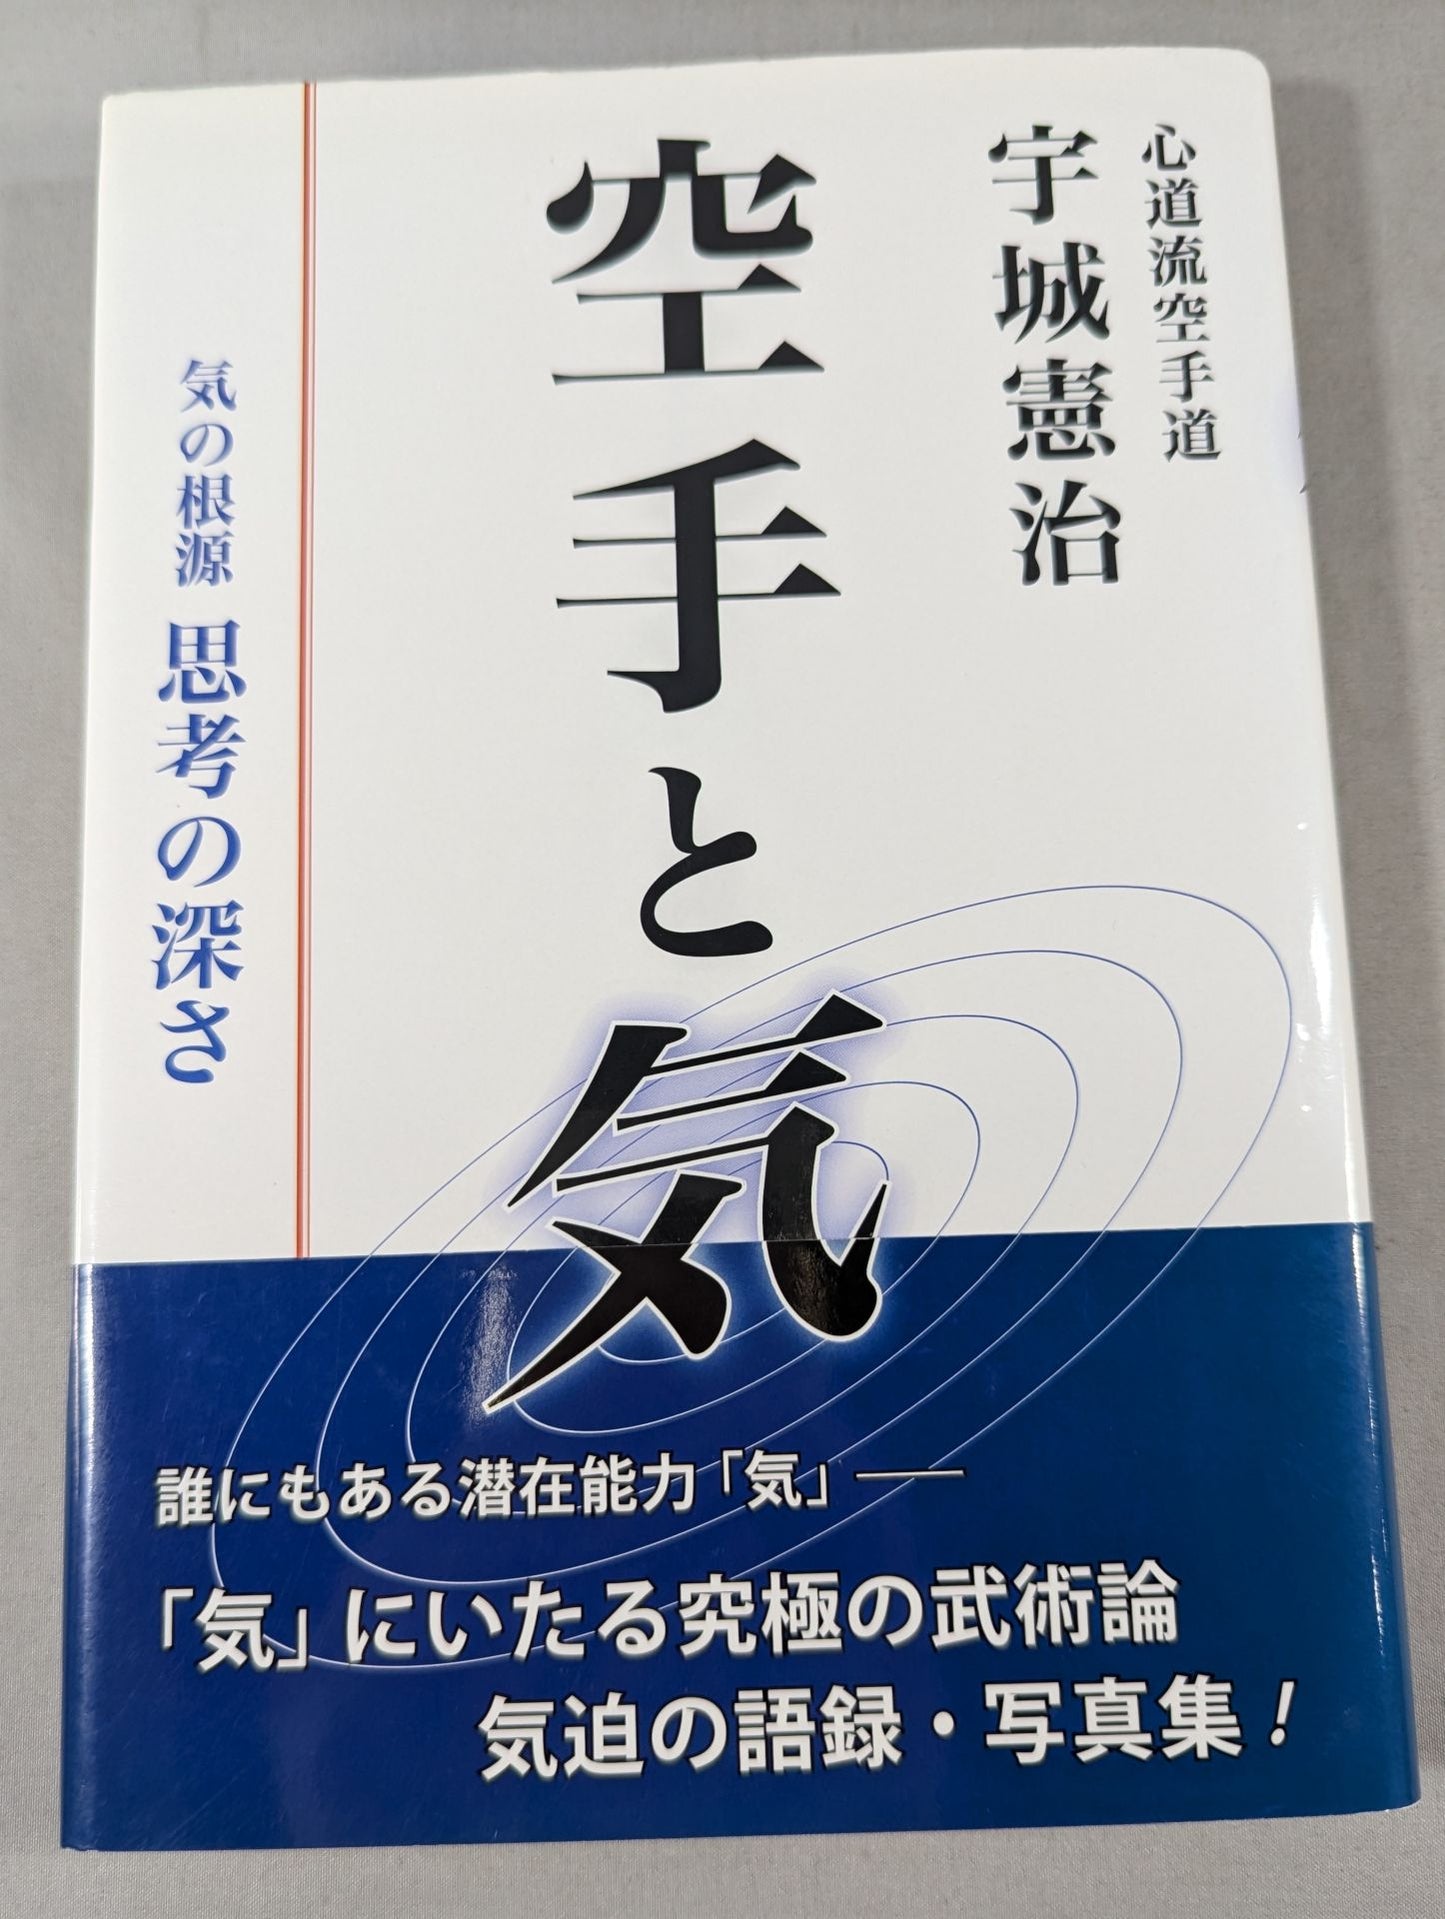 心道流空手道
宇城憲治
空手と気
気の根源 思考の深さ
誰にもある潜在能力「気」――
「気」にいたる究極の武術論
気迫の語録・写真集！